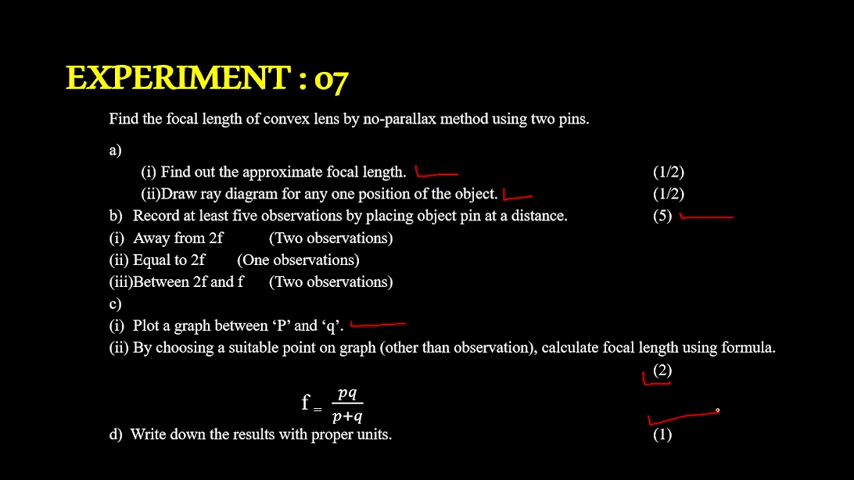 EXPERIMENT : 07
Find the focal length of convex lens by no-parallax method using two pins.
a)
(i) Find out the approximate focal length. (1/2)
(ii)Draw ray diagram for any one position of the object. (1/2)
b) Record at least five observations by placing object pin at a distance. (5)
(i) Away from 2f (Two observations)
(ii) Equal to 2f (One observations)
(iii)Between 2f and f (Two observations)
c)
(i) Plot a graph between ‘P’ and ‘q’.
(ii) By choosing a suitable point on graph (other than observation), calculate focal length using formula.
(2)
f = pq / p+q
d) Write down the results with proper units. (1)